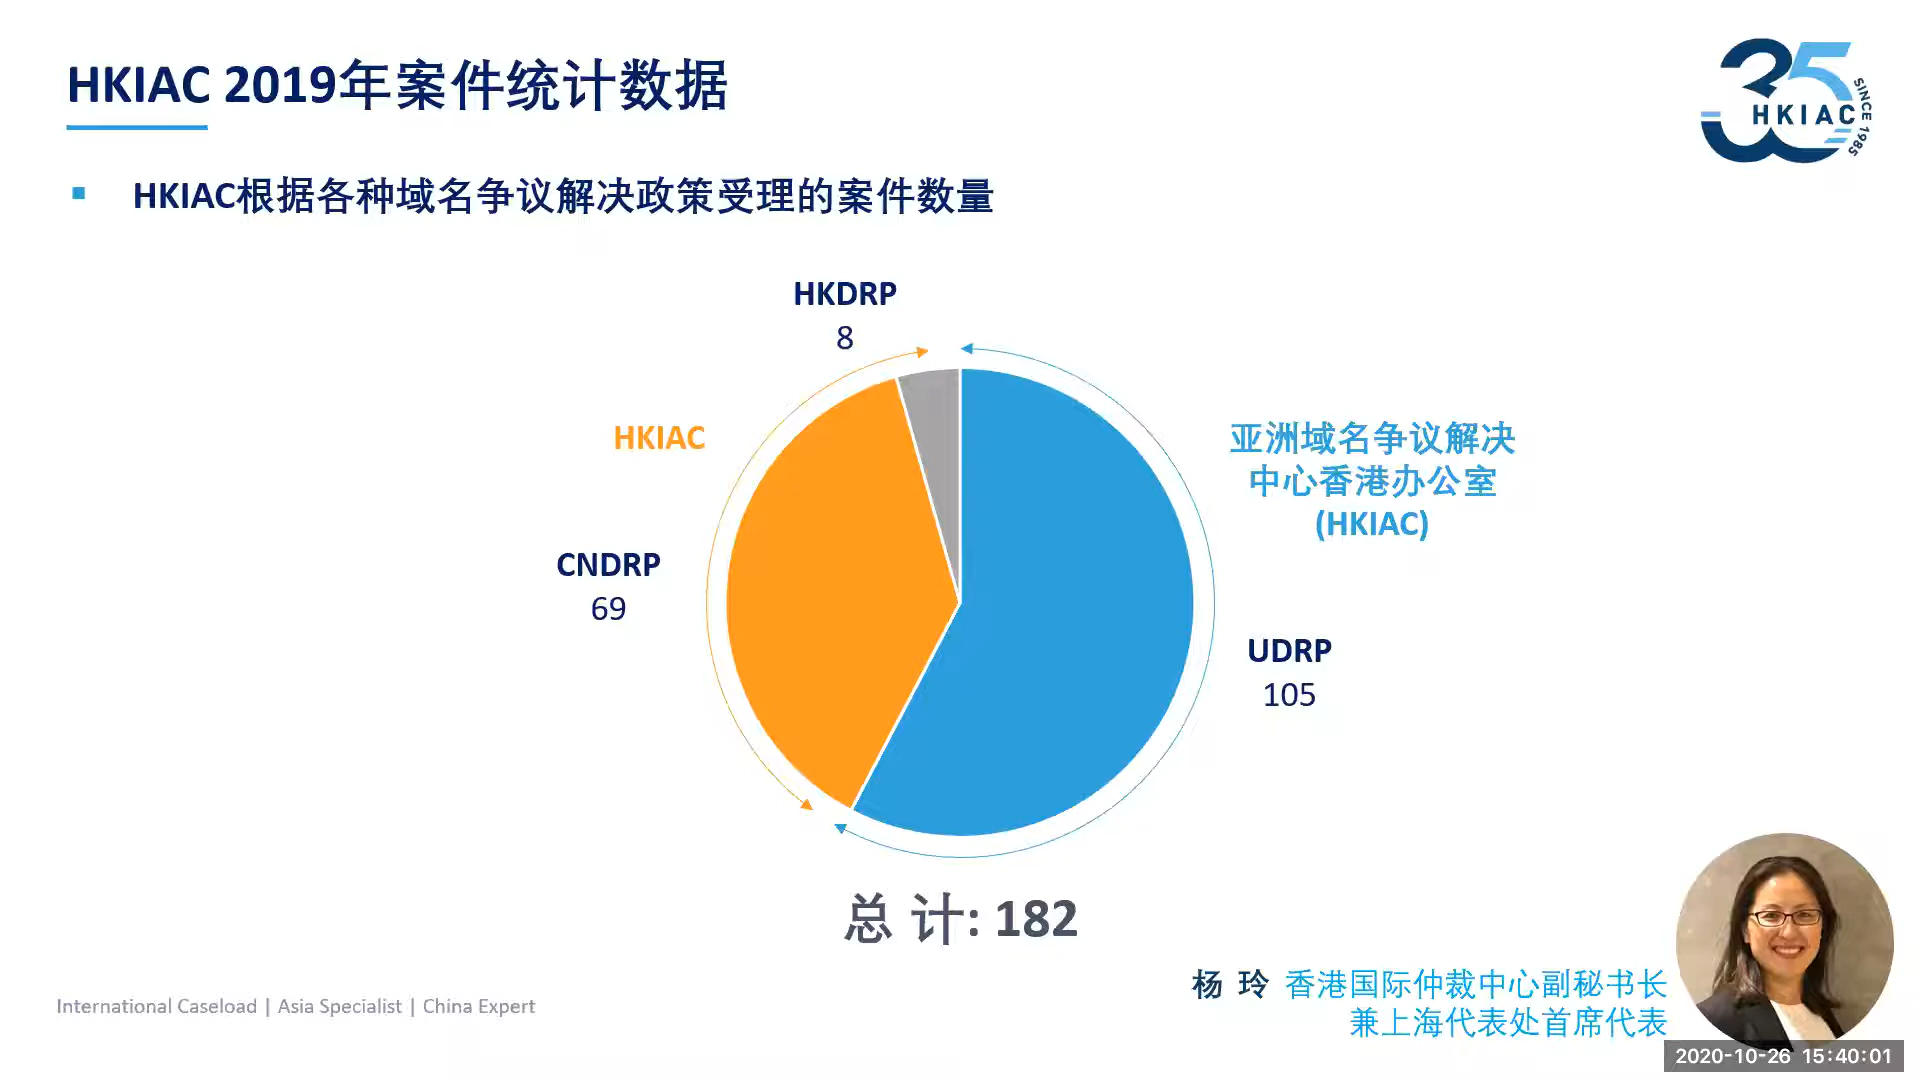 HKIAC 2019年案件统计数据
35
HKIAC
SINCE 1985
HKIAC根据各种域名争议解决政策受理的案件数量
HKDRP
8
HKIAC
亚洲域名争议解决
中心香港办公室
(HKIAC)
CNDRP
69
UDRP
105
总 计: 182
杨 玲 香港国际仲裁中心副秘书长
兼上海代表处首席代表
International Caseload | Asia Specialist | China Expert
2020-10-26 15:40:01